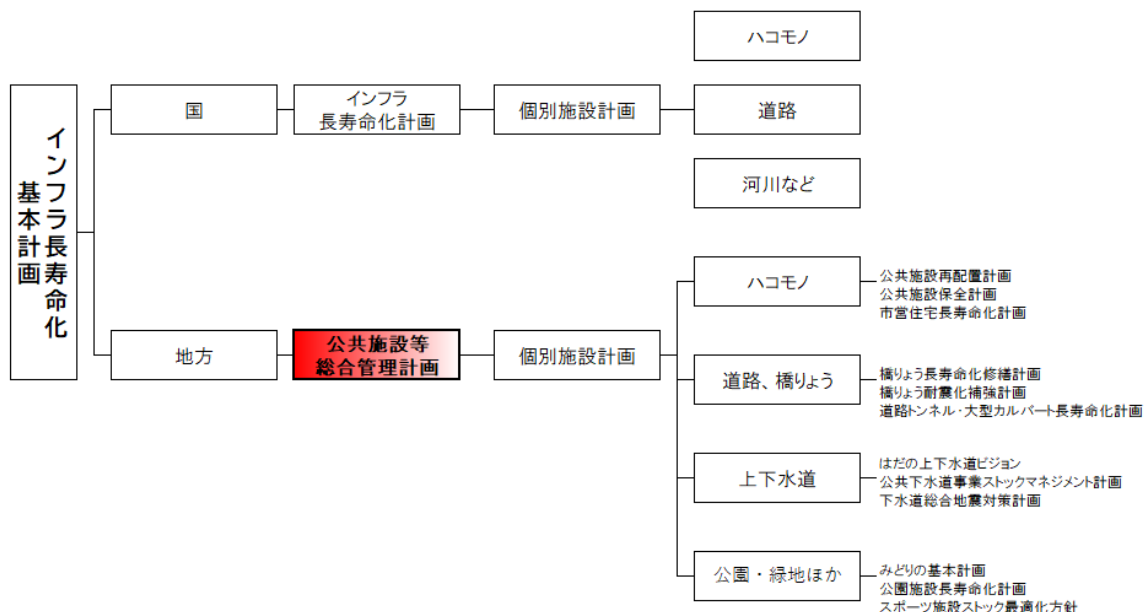 インフラ長寿命化
基本計画
国
インフラ
長寿命化計画
個別施設計画
ハコモノ
道路
河川など
地方
公共施設等
総合管理計画
個別施設計画
ハコモノ
公共施設再配置計画
公共施設保全計画
市営住宅長寿命化計画
道路、橋りょう
橋りょう長寿命化修繕計画
橋りょう耐震化補強計画
道路トンネル・大型カルバート長寿命化計画
上下水道
はだの上下水道ビジョン
公共下水道事業ストックマネジメント計画
下水道総合地震対策計画
公園・緑地ほか
みどりの基本計画
公園施設長寿命化計画
スポーツ施設ストック最適化方針